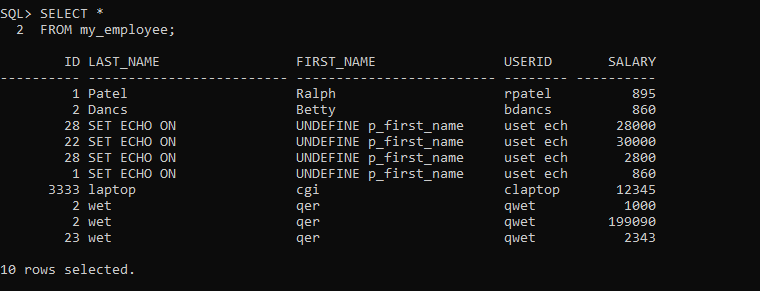 SQL> SELECT *
  2  FROM my_employee;
        ID LAST_NAME                 FIRST_NAME                USERID       SALARY
---------- ------------------------- ------------------------- -------- ----------
         1 Patel                     Ralph                     rpatel          895
         2 Dancs                     Betty                     bdancs          860
        28 SET ECHO ON               UNDEFINE p_first_name     uset ech      28000
        22 SET ECHO ON               UNDEFINE p_first_name     uset ech      30000
        28 SET ECHO ON               UNDEFINE p_first_name     uset ech       2800
         1 SET ECHO ON               UNDEFINE p_first_name     uset ech        860
      3333 laptop                    cgi                       claptop       12345
         2 wet                       qer                       qwet           1000
         2 wet                       qer                       qwet         199090
        23 wet                       qer                       qwet           2343
10 rows selected.